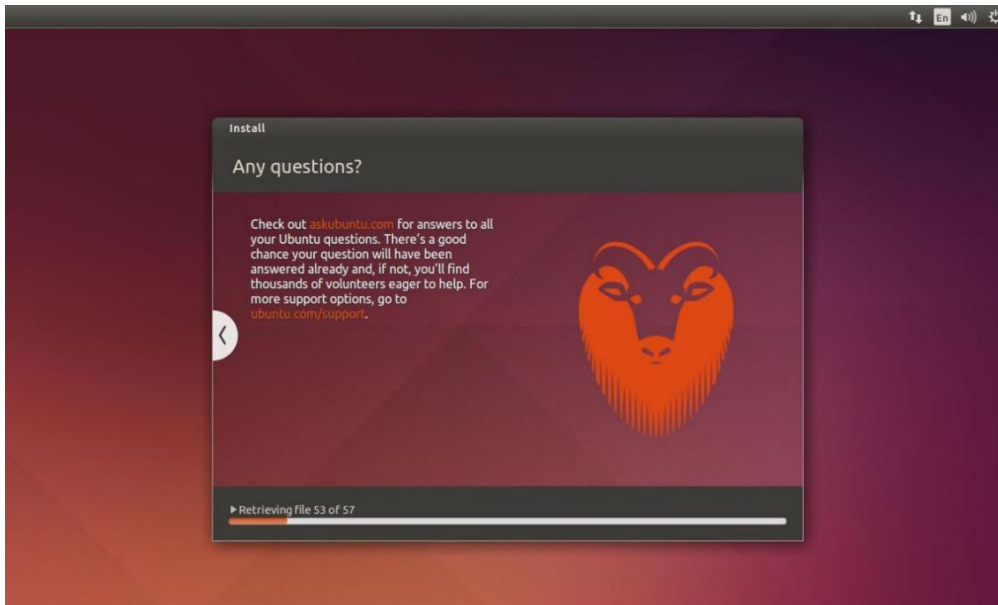 En
Install
Any questions?
Check out askubuntu.com for answers to all
your Ubuntu questions. There's a good
chance your question will have been
answered already and, if not, you'll find
thousands of volunteers eager to help. For
more support options, go to
ubuntu.com/support.
Retrieving file 53 of 57